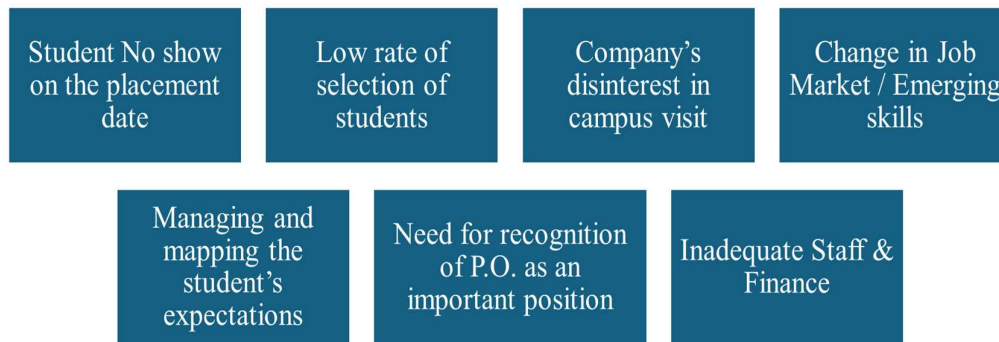 Student No show
on the placement
date
Low rate of
selection of
students
Company’s
disinterest in
campus visit
Change in Job
Market / Emerging
skills
Managing and
mapping the
student’s
expectations
Need for recognition
of P.O. as an
important position
Inadequate Staff &
Finance